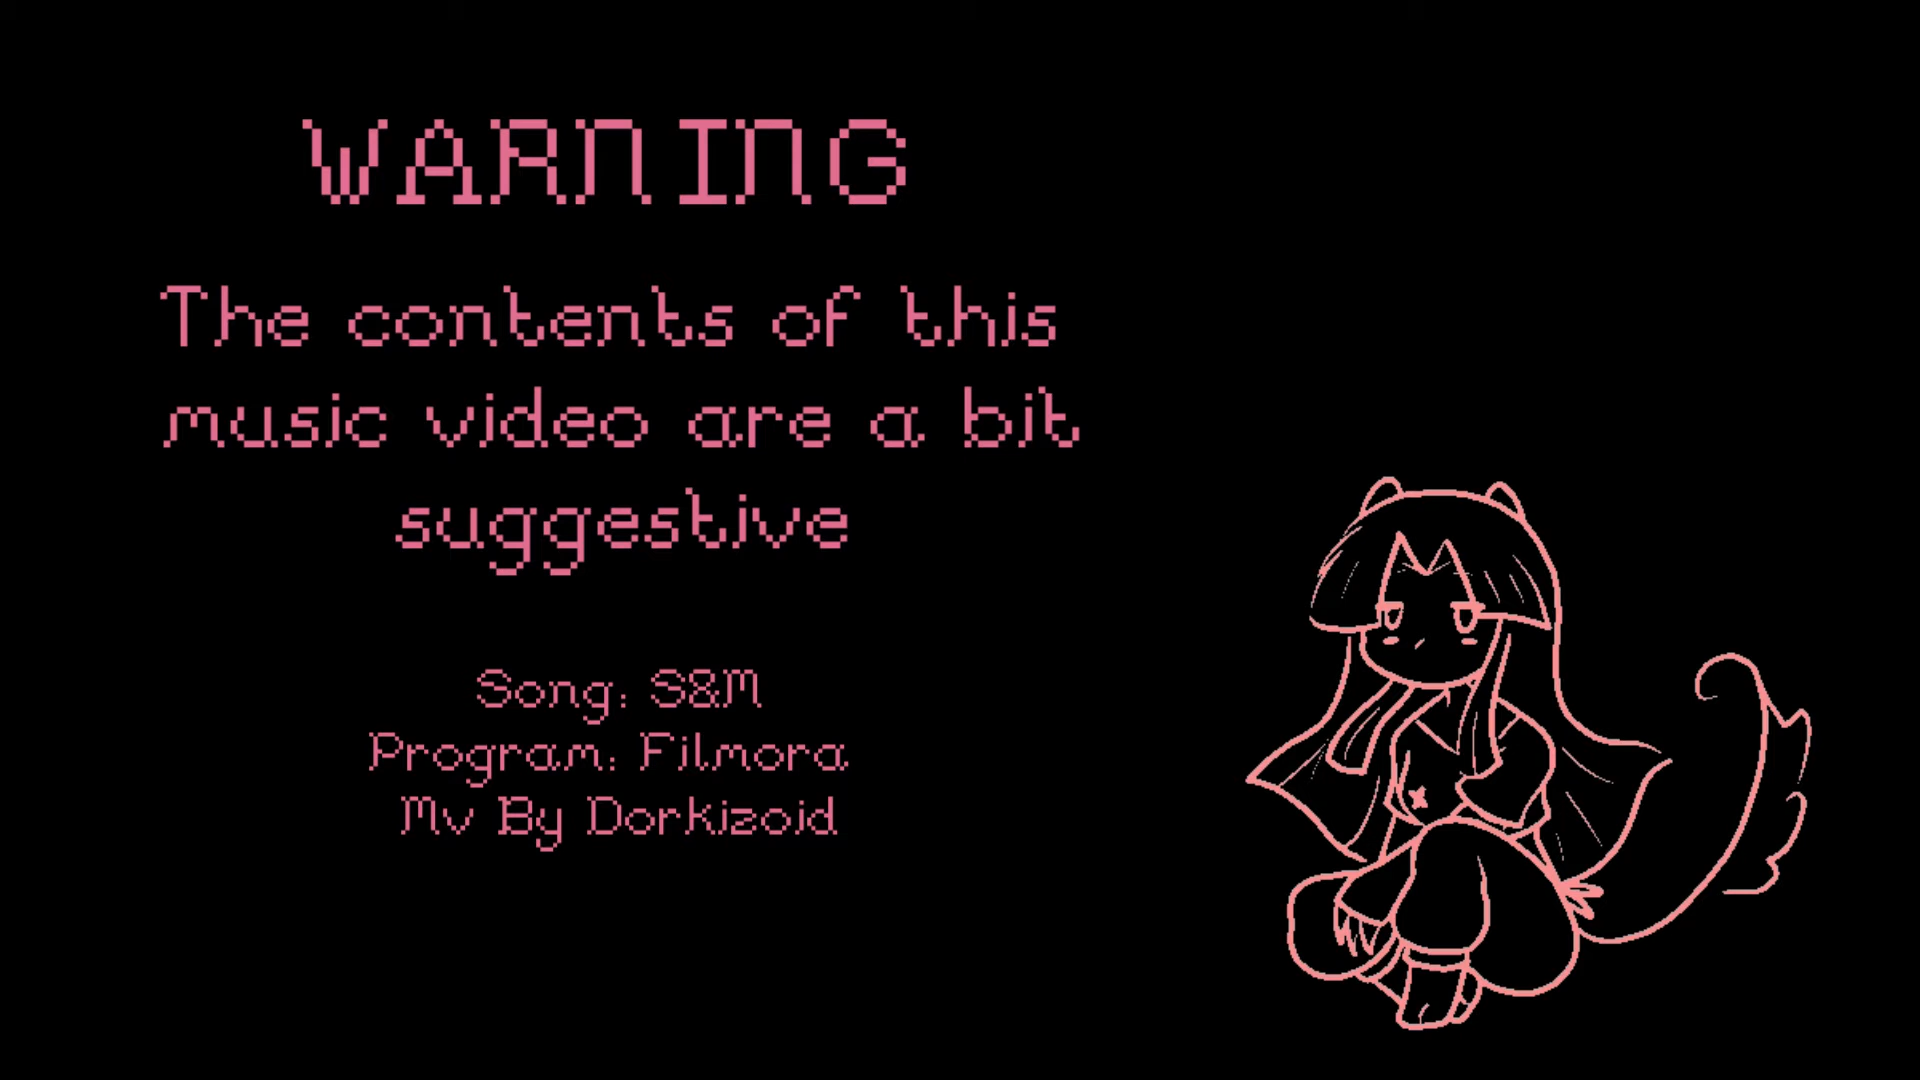 WARNING
The contents of this
music video are a bit
suggestive
Song: S&M
Program: Filmora
Mv By Dorkizoid